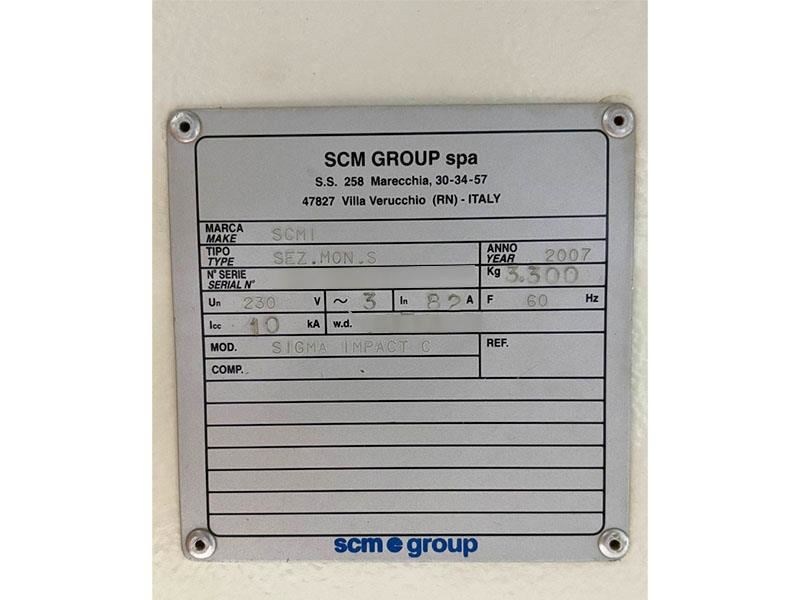 SCM GROUP spa
S.S. 258 Marecchia, 30-34-57
47827 Villa Verucchio (RN) - ITALY
MARCA
MAKE SCMI
TIPO
TYPE SEZ.MON.S
ANNO
YEAR 2007
N° SERIE
SERIAL N°
Kg 3.300
Un 230 V ~ 3 In 82 A F 60 Hz
Icc 10 kA w.d.
MOD. SIGMA IMPACT C REF.
COMP.
scm e group